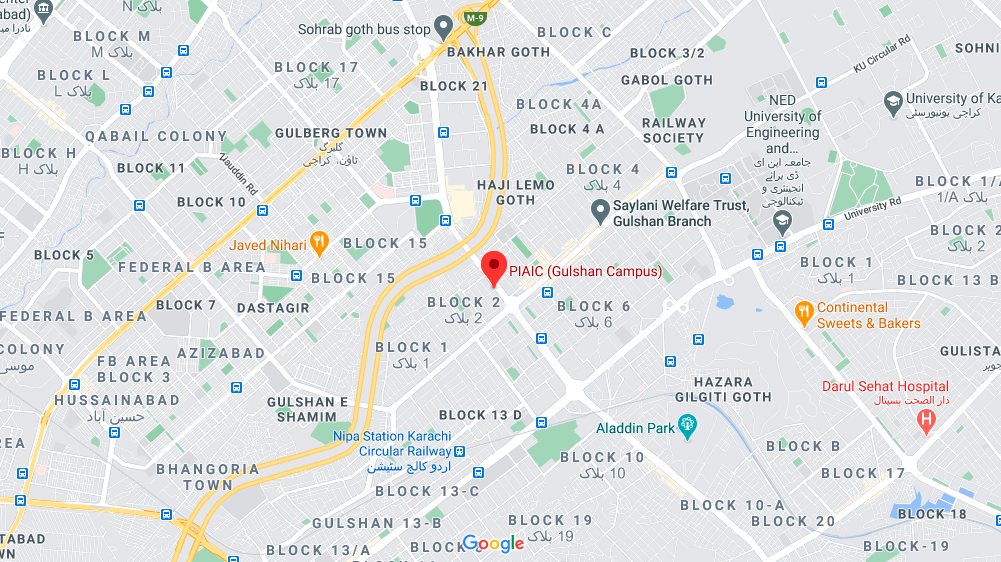 نادرا میـ
BLOCK M
بلاک M
Sohrab goth bus stop
M-9
BAKHAR GOTH
BLOCK C
BLOCK 3/2
KU Circular Rd
BLOCK L
بلاک L
BLOCK 17
بلاک 17
BLOCK 21
GABOL GOTH
BLOCK 4A
University of Ka
کراچی یونیورسٹی
NED
University of
Engineering
and...
جامعہ این ای
ڈی برائے
انجینئری و
ٹیکنالوجی
QABAIL COLONY
GULBERG TOWN
گلبرگ
ٹاؤن، کراچی
BLOCK 4 A
RAILWAY
SOCIETY
BLOCK H
بلاک H
BLOCK 11
Ziauddin Rd
BLOCK 4
بلاک 4
HAJI LEMO
GOTH
BLOCK 1/A
بلاک 1/A
BLOCK 10
Saylani Welfare Trust,
Gulshan Branch
University Rd
BLOCK 2
بلاک 2
Javed Nihari
BLOCK 15
BLOCK 5
FEDERAL B AREA
BLOCK 15
PIAIC (Gulshan Campus)
BLOCK 1
بلاک 1
BLOCK 13 B
BLOCK 7
DASTAGIR
BLOCK 2
بلاک 2
BLOCK 6
بلاک 6
Continental
Sweets & Bakers
FEDERAL B AREA
COLONY
موسیٰ
FB AREA
BLOCK 3
AZIZABAD
BLOCK 1
بلاک 1
GULISTA
HUSSAINABAD
حسین آباد
GULSHAN E
SHAMIM
BLOCK 13 D
HAZARA
GILGITI GOTH
Darul Sehat Hospital
دار الصحت ہسپتال
Aladdin Park
Nipa Station Karachi
Circular Railway
اردو کالج سٹیشن
BLOCK B
BHANGORIA
TOWN
BLOCK 10
بلاک 10
BLOCK 17
BLOCK 13-C
BLOCK 10-A
BLOCK 18
GULSHAN 13-B
BLOCK 19
بلاک 19
BLOCK 20
BLOCK 13/A
Google
BLOCK-19